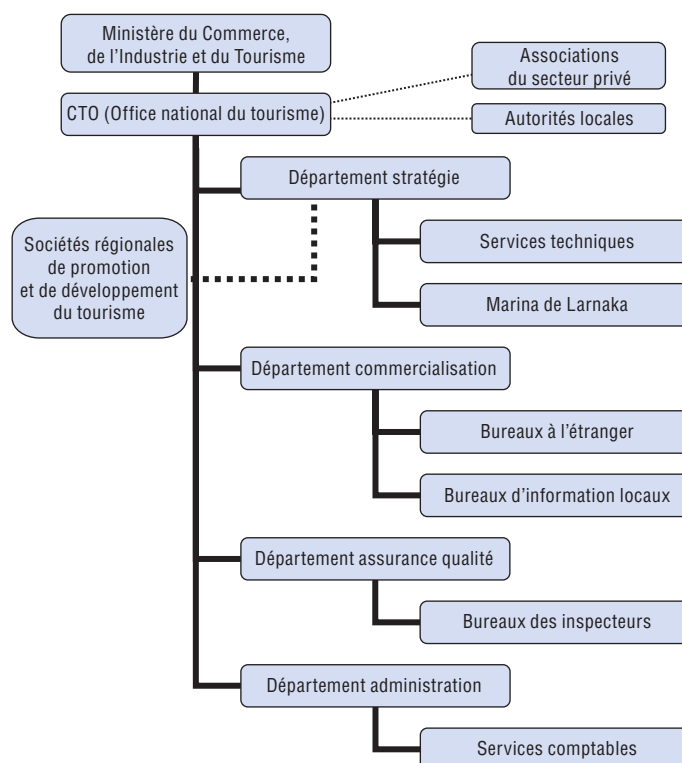 Ministère du Commerce,
de l’Industrie et du Tourisme
Associations
du secteur privé
CTO (Office national du tourisme)
Autorités locales
Département stratégie
Sociétés régionales
de promotion
et de développement
du tourisme
Services techniques
Marina de Larnaka
Département commercialisation
Bureaux à l’étranger
Bureaux d’information locaux
Département assurance qualité
Bureaux des inspecteurs
Département administration
Services comptables